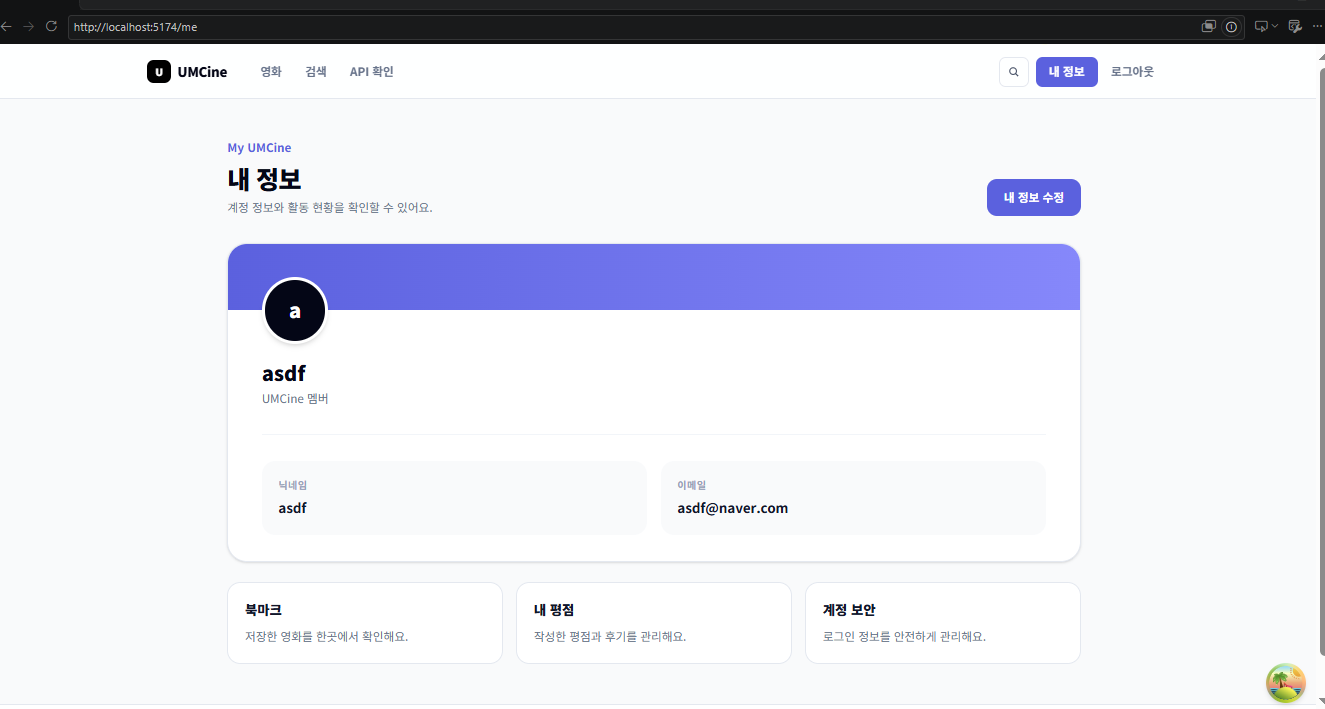 http://localhost:5174/me
U UMCine 영화 검색 API 확인 내 정보 로그아웃
My UMCine
내 정보
계정 정보와 활동 현황을 확인할 수 있어요.
내 정보 수정
a
asdf
UMCine 멤버
닉네임
asdf
이메일
asdf@naver.com
북마크
저장한 영화를 한곳에서 확인해요.
내 평점
작성한 평점과 후기를 관리해요.
계정 보안
로그인 정보를 안전하게 관리해요.